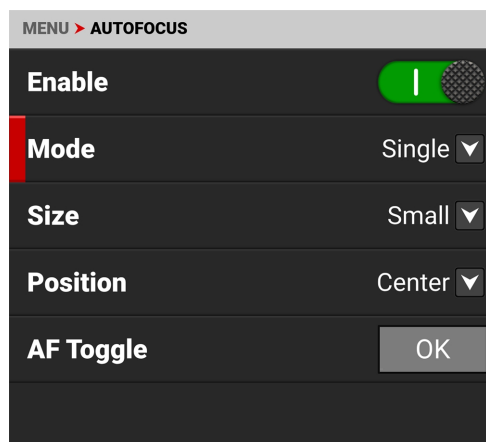 MENU ➤ AUTOFOCUS
Enable
Mode Single
Size Small
Position Center
AF Toggle OK